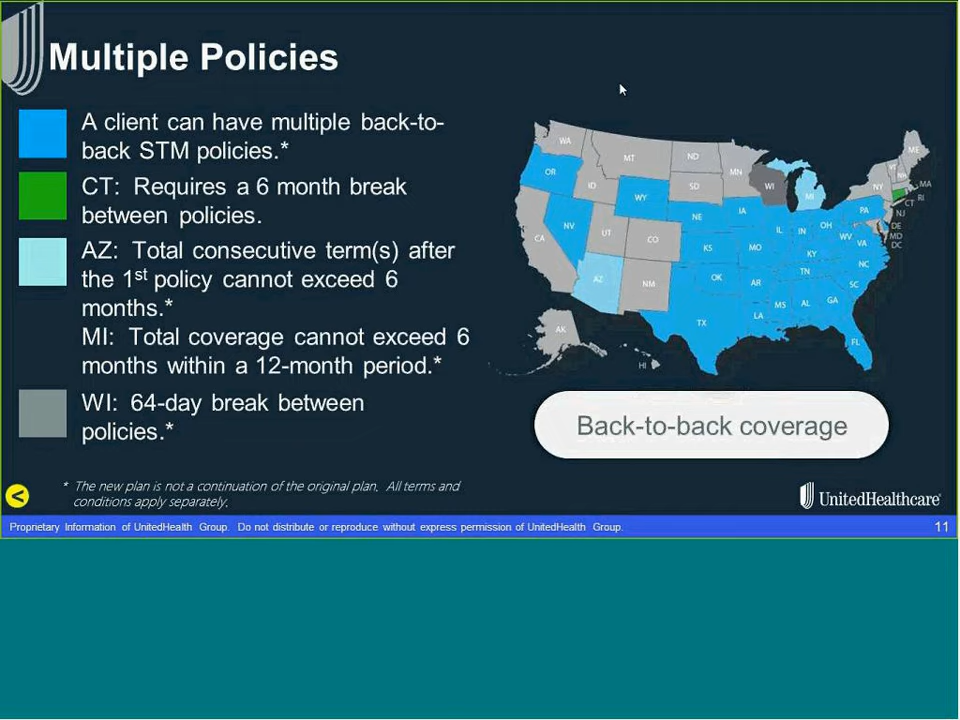 Multiple Policies
A client can have multiple back-to-
back STM policies.*
CT: Requires a 6 month break
between policies.
AZ: Total consecutive term(s) after
the 1st policy cannot exceed 6
months.*
MI: Total coverage cannot exceed 6
months within a 12-month period.*
WI: 64-day break between
policies.*
* The new plan is not a continuation of the original plan. All terms and
conditions apply separately.
WA
MT
ND
MN
ME
VT
NH
OR
ID
SD
WI
MI
NY
MA
RI
CT
WY
NE
IA
PA
NJ
NV
UT
CO
KS
MO
IL
IN
OH
WV
VA
DE
MD
DC
CA
KY
NC
AZ
NM
OK
AR
TN
SC
MS
AL
GA
TX
LA
FL
AK
HI
Back-to-back coverage
<
UnitedHealthcare
Proprietary Information of UnitedHealth Group. Do not distribute or reproduce without express permission of UnitedHealth Group.
11